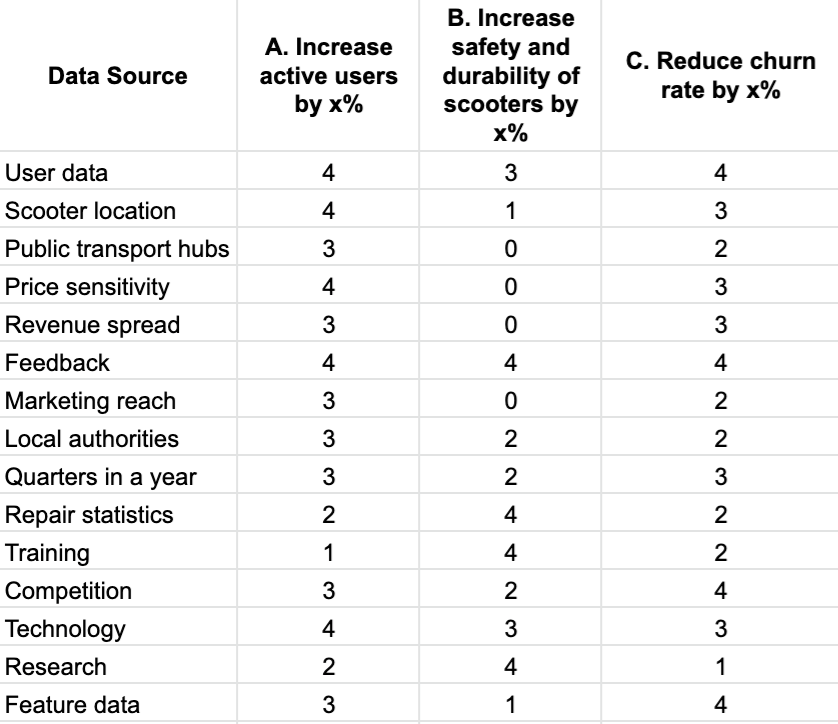 Data Source A. Increase active users by x% B. Increase safety and durability of scooters by x% C. Reduce churn rate by x%
User data 4 3 4
Scooter location 4 1 3
Public transport hubs 3 0 2
Price sensitivity 4 0 3
Revenue spread 3 0 3
Feedback 4 4 4
Marketing reach 3 0 2
Local authorities 3 2 2
Quarters in a year 3 2 3
Repair statistics 2 4 2
Training 1 4 2
Competition 3 2 4
Technology 4 3 3
Research 2 4 1
Feature data 3 1 4